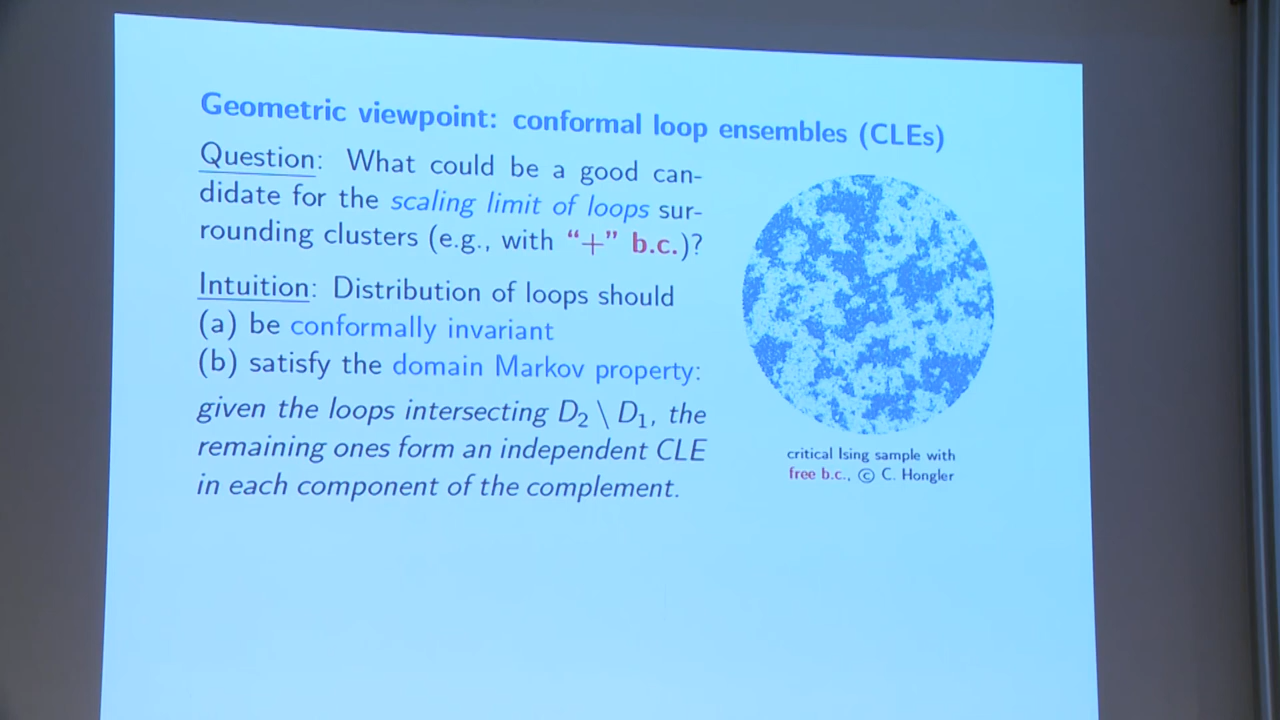 Geometric viewpoint: conformal loop ensembles (CLEs)
Question: What could be a good can-
didate for the scaling limit of loops sur-
rounding clusters (e.g., with “+” b.c.)?
Intuition: Distribution of loops should
(a) be conformally invariant
(b) satisfy the domain Markov property:
given the loops intersecting D₂ \ D₁, the
remaining ones form an independent CLE
in each component of the complement.
critical Ising sample with
free b.c., © C. Hongler